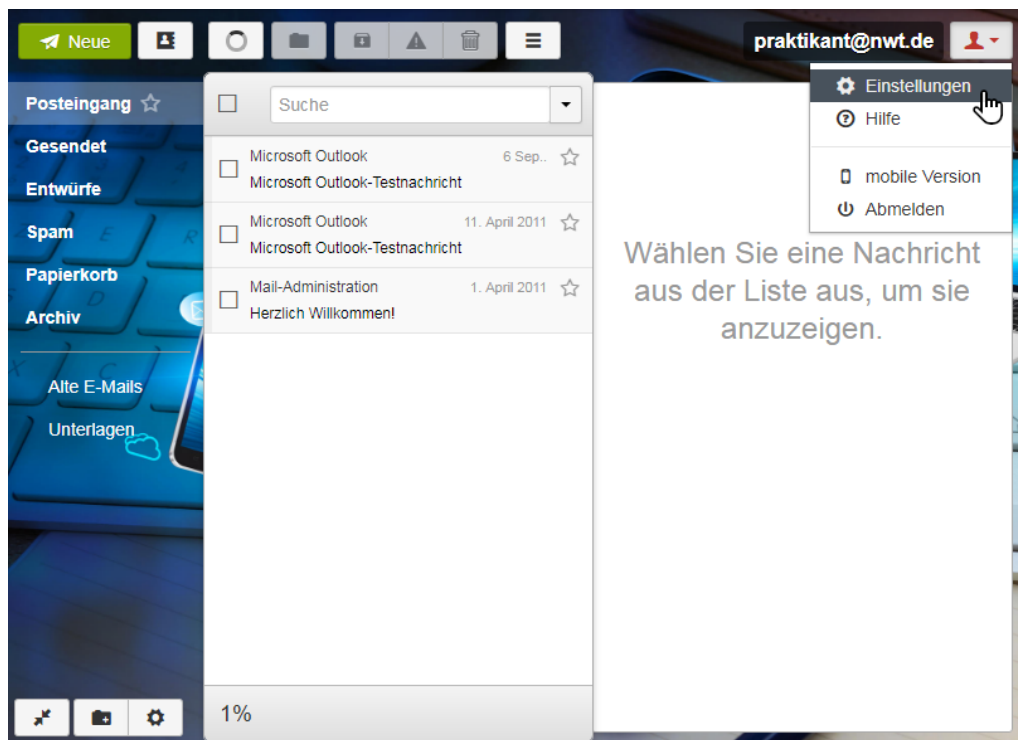 Neue
praktikant@nwt.de
Einstellungen
Hilfe
mobile Version
Abmelden
Posteingang
Gesendet
Entwürfe
Spam
Papierkorb
Archiv
Alte E-Mails
Unterlagen
Suche
Microsoft Outlook 6 Sep..
Microsoft Outlook-Testnachricht
Microsoft Outlook 11. April 2011
Microsoft Outlook-Testnachricht
Mail-Administration 1. April 2011
Herzlich Willkommen!
1%
Wählen Sie eine Nachricht
aus der Liste aus, um sie
anzuzeigen.